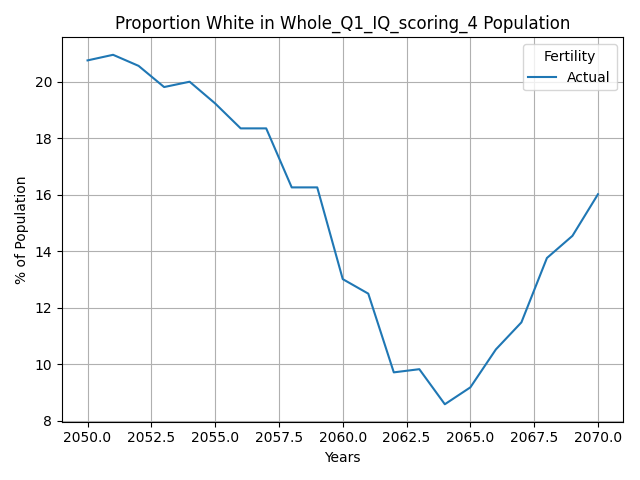 Proportion White in Whole_Q1_IQ_scoring_4 Population
Fertility
Actual
% of Population
20
18
16
14
12
10
8
2050.0 2052.5 2055.0 2057.5 2060.0 2062.5 2065.0 2067.5 2070.0
Years